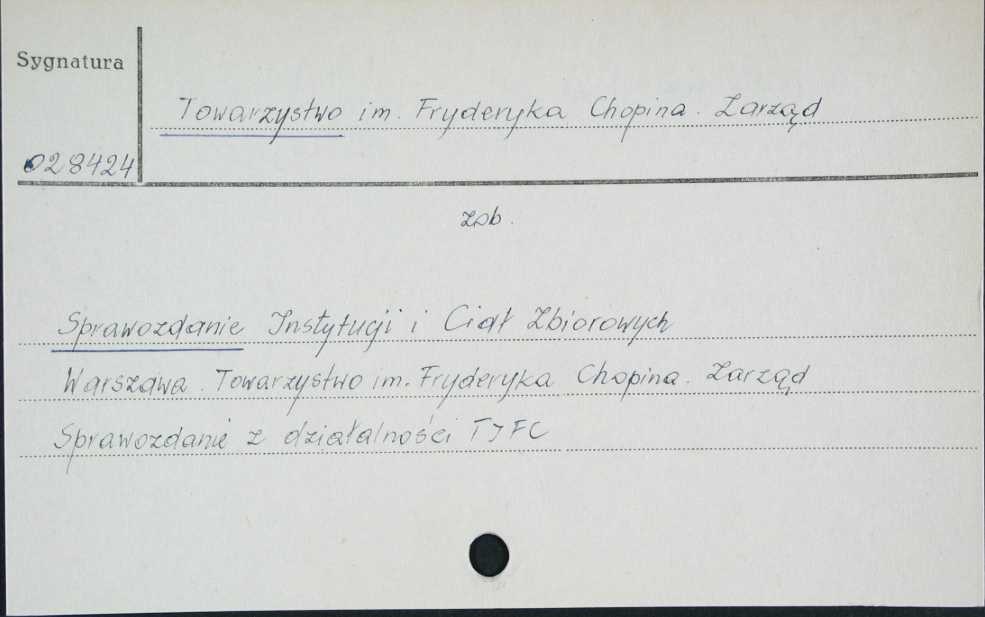 Sygnatura
Towarzystwo im. Fryderyka Chopina. Zarząd
028424
zob.
Sprawozdanie Instytucji i Ciał Zbiorowych
Warszawa. Towarzystwo im. Fryderyka Chopina. Zarząd
Sprawozdanie z działalności TIFC